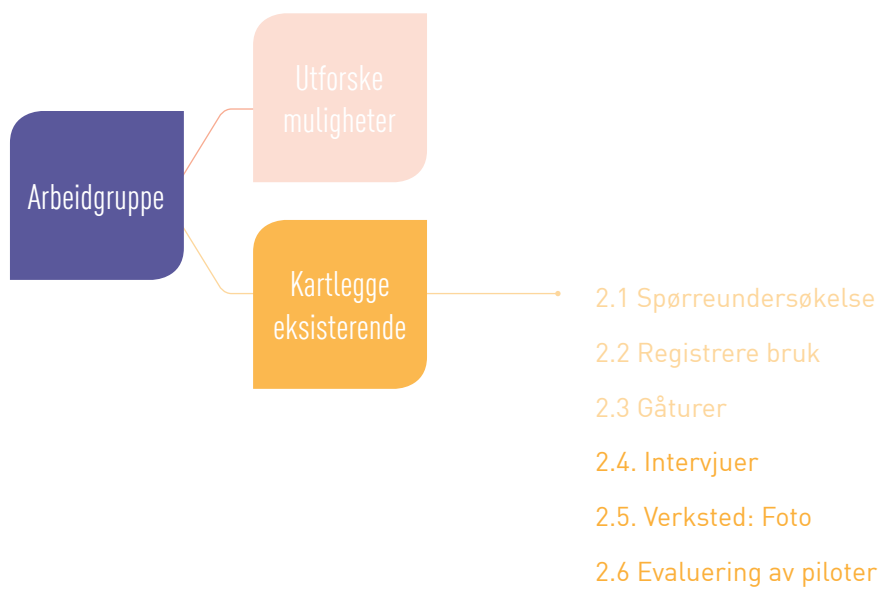 Utforske
muligheter
Arbeidgruppe
Kartlegge
eksisterende
2.1 Spørreundersøkelse
2.2 Registrere bruk
2.3 Gåturer
2.4. Intervjuer
2.5. Verksted: Foto
2.6 Evaluering av piloter